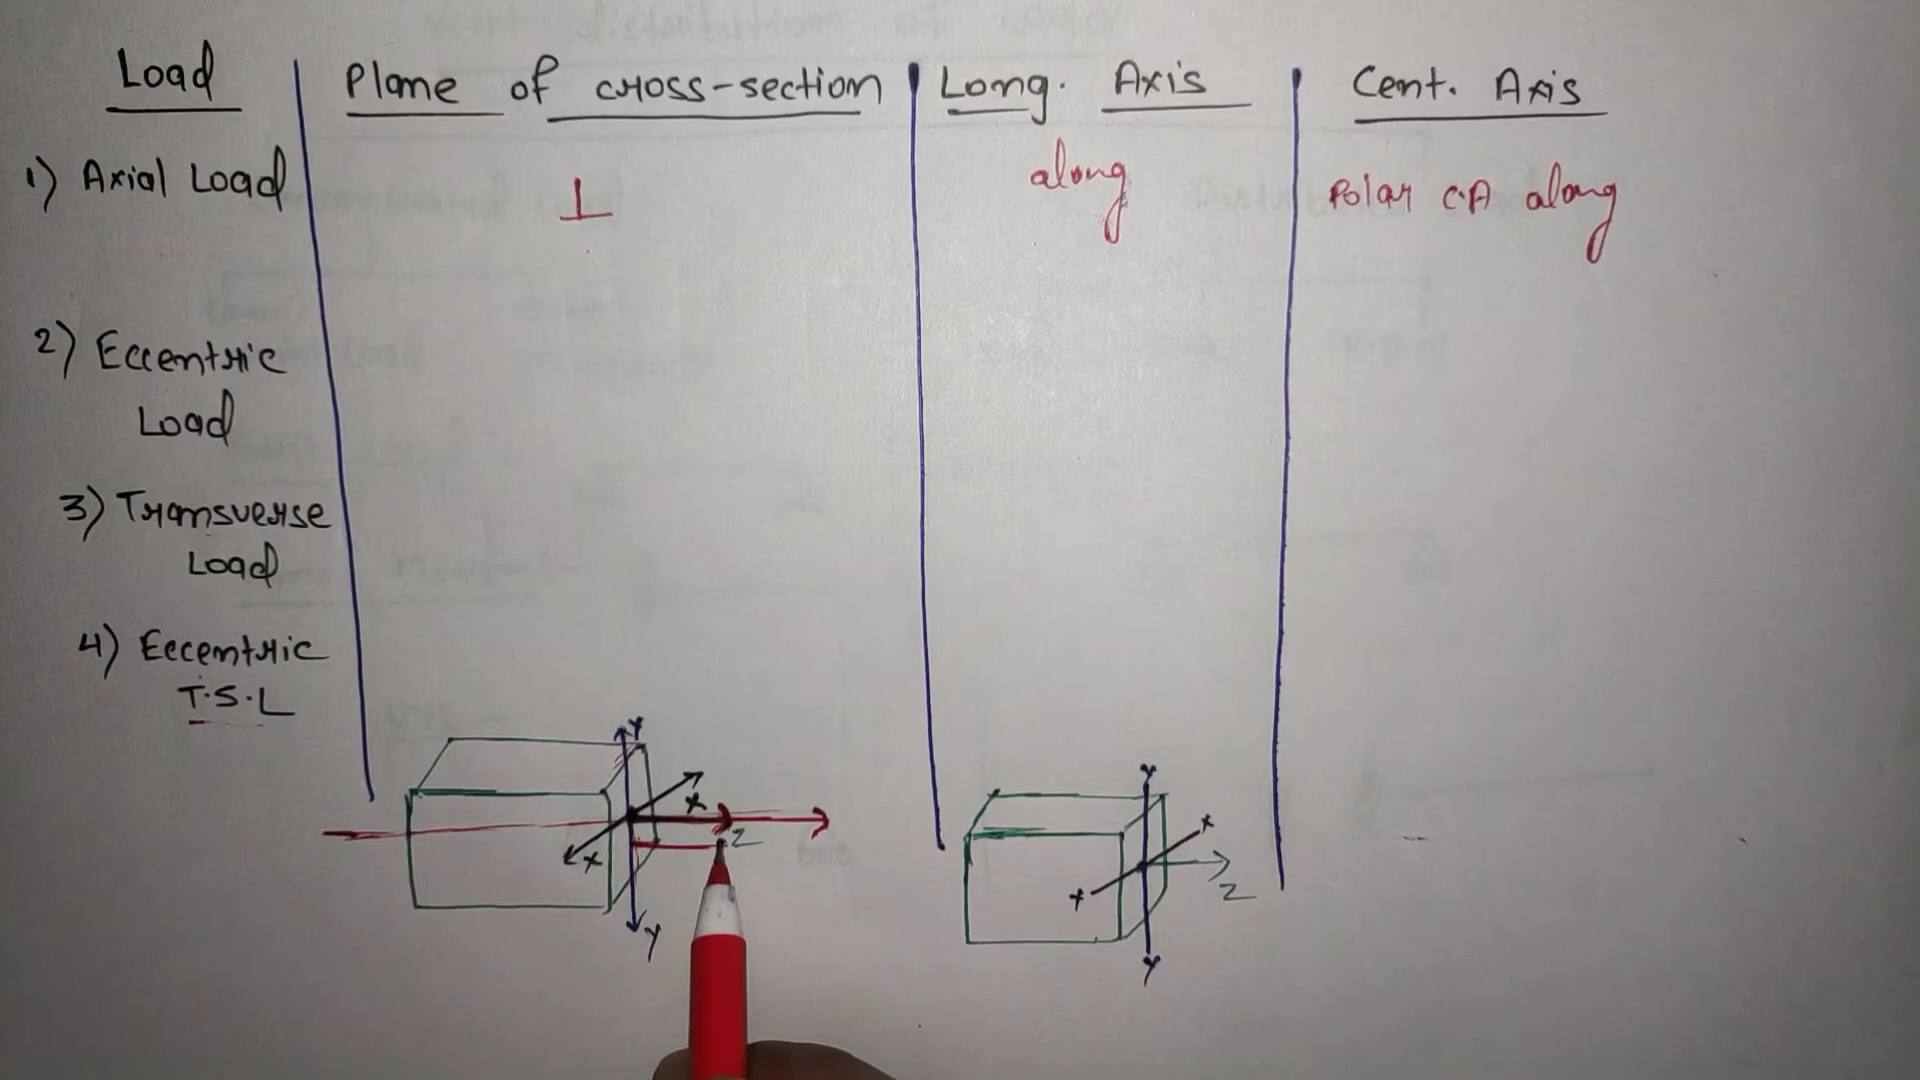 Load
Plane of cross-section
Long. Axis
Cent. Axis
1) Axial Load
⊥
along
Polar C.A along
2) Eccentric
Load
3) Transverse
Load
4) Eccentric
T.S.L
Y
X
Z
X
Y
Y
X
X
Z
Y